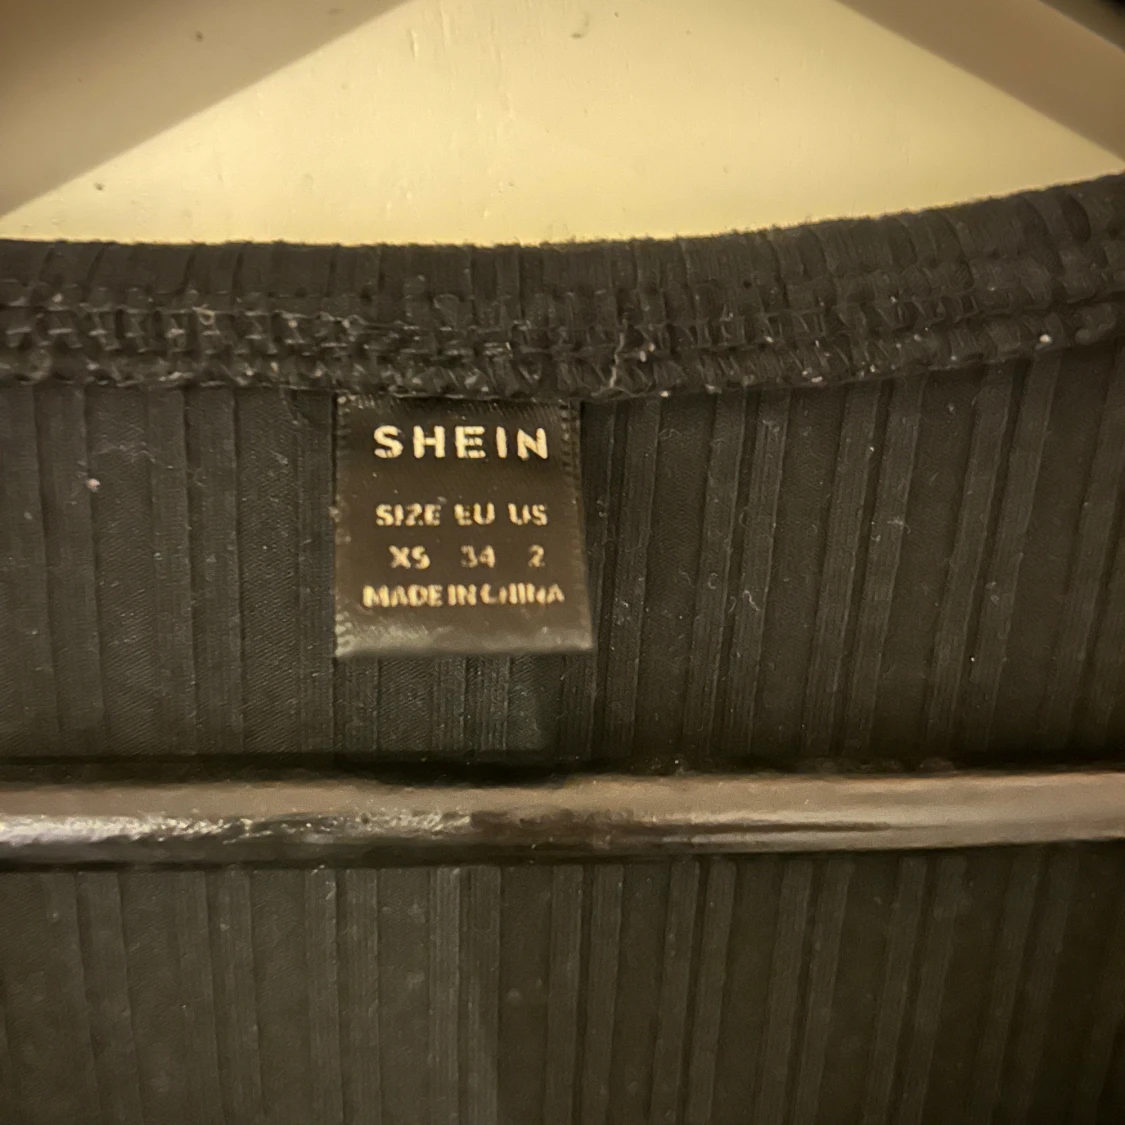 SHEIN
SIZE EU US
XS 34 2
MADE IN CHINA